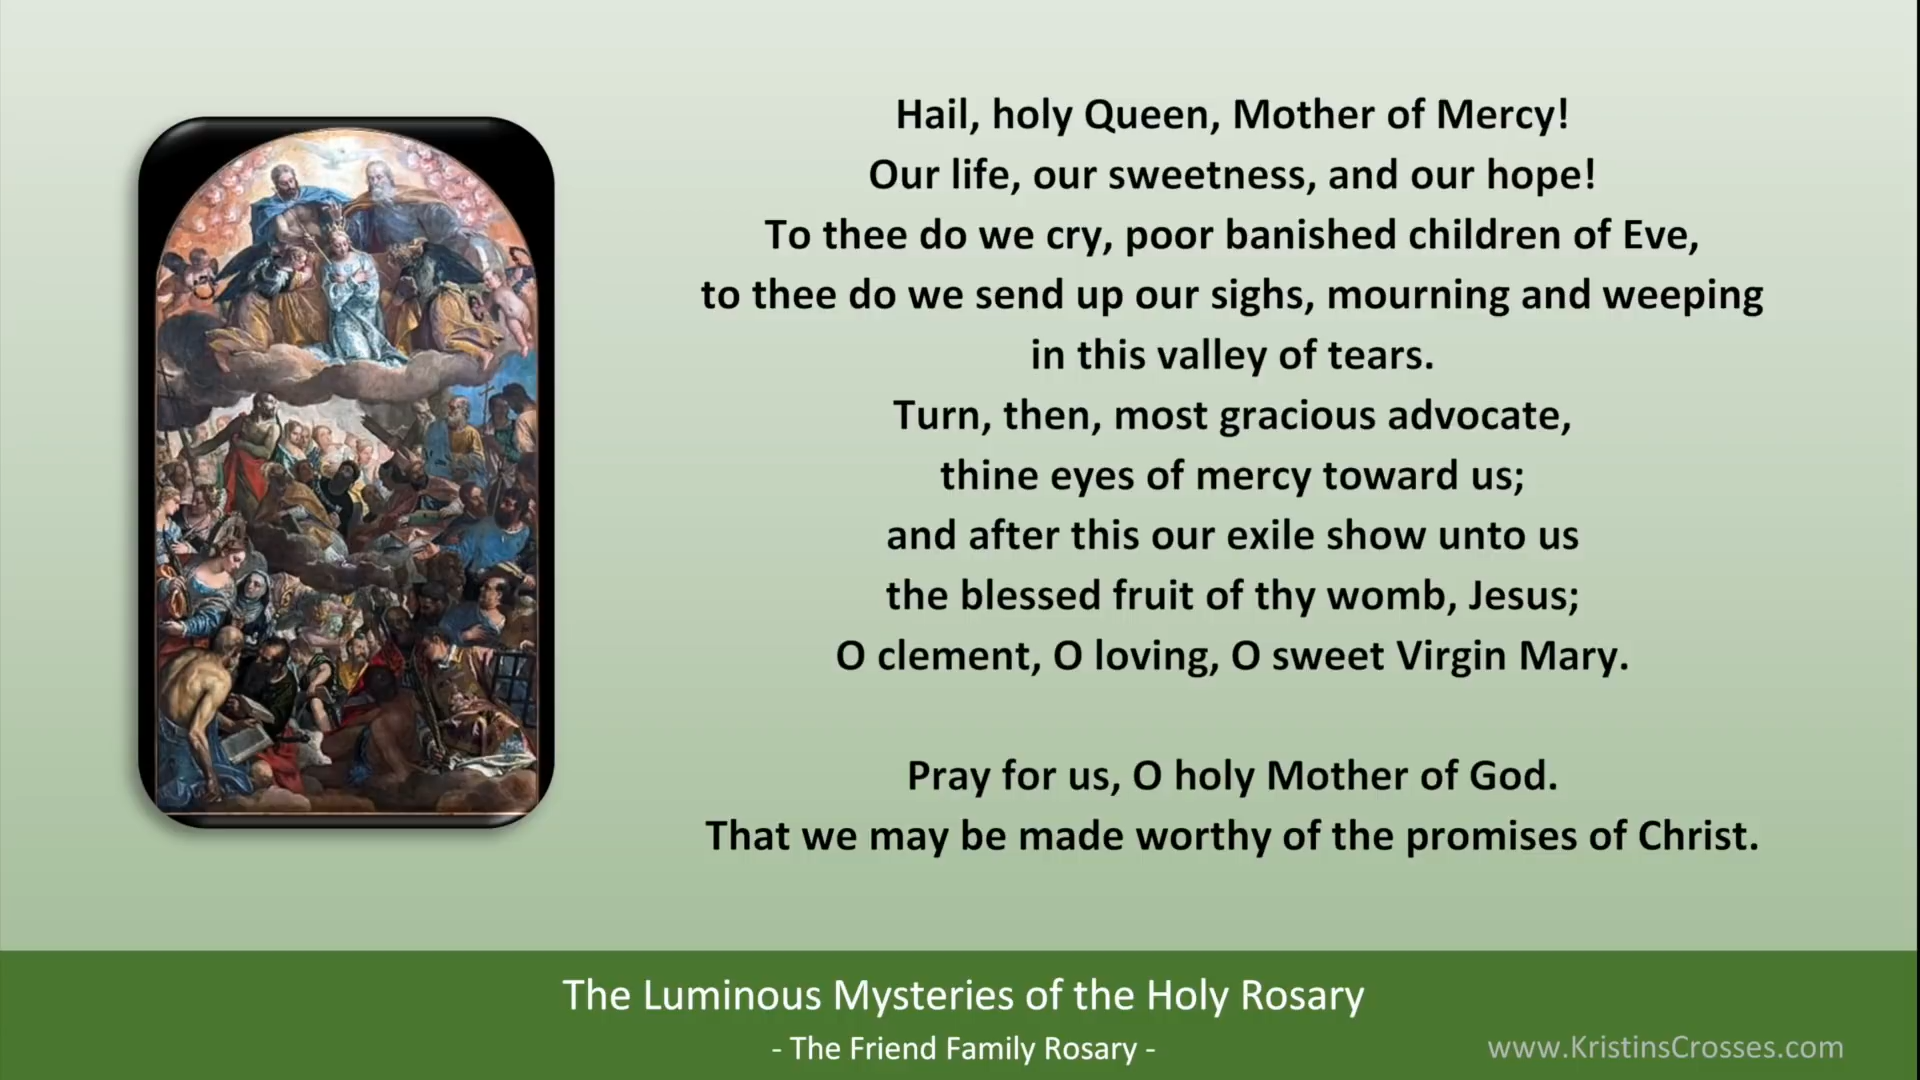 Hail, holy Queen, Mother of Mercy!
Our life, our sweetness, and our hope!
To thee do we cry, poor banished children of Eve,
to thee do we send up our sighs, mourning and weeping
in this valley of tears.
Turn, then, most gracious advocate,
thine eyes of mercy toward us;
and after this our exile show unto us
the blessed fruit of thy womb, Jesus;
O clement, O loving, O sweet Virgin Mary.
Pray for us, O holy Mother of God.
That we may be made worthy of the promises of Christ.
The Luminous Mysteries of the Holy Rosary
- The Friend Family Rosary -
www.KristinsCrosses.com